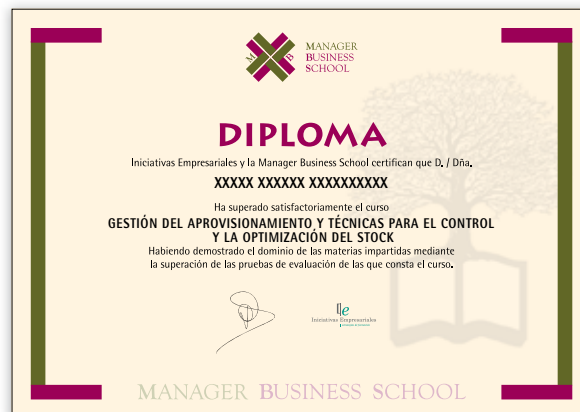 M B
MANAGER
BUSINESS
SCHOOL
DIPLOMA
Iniciativas Empresariales y la Manager Business School certifican que D. / Dña.
XXXXX XXXXXX XXXXXXXXXX
Ha superado satisfactoriamente el curso
GESTIÓN DEL APROVISIONAMIENTO Y TÉCNICAS PARA EL CONTROL
Y LA OPTIMIZACIÓN DEL STOCK
Habiendo demostrado el dominio de las materias impartidas mediante
la superación de las pruebas de evaluación de las que consta el curso.
Iniciativas Empresariales
MANAGER BUSINESS SCHOOL